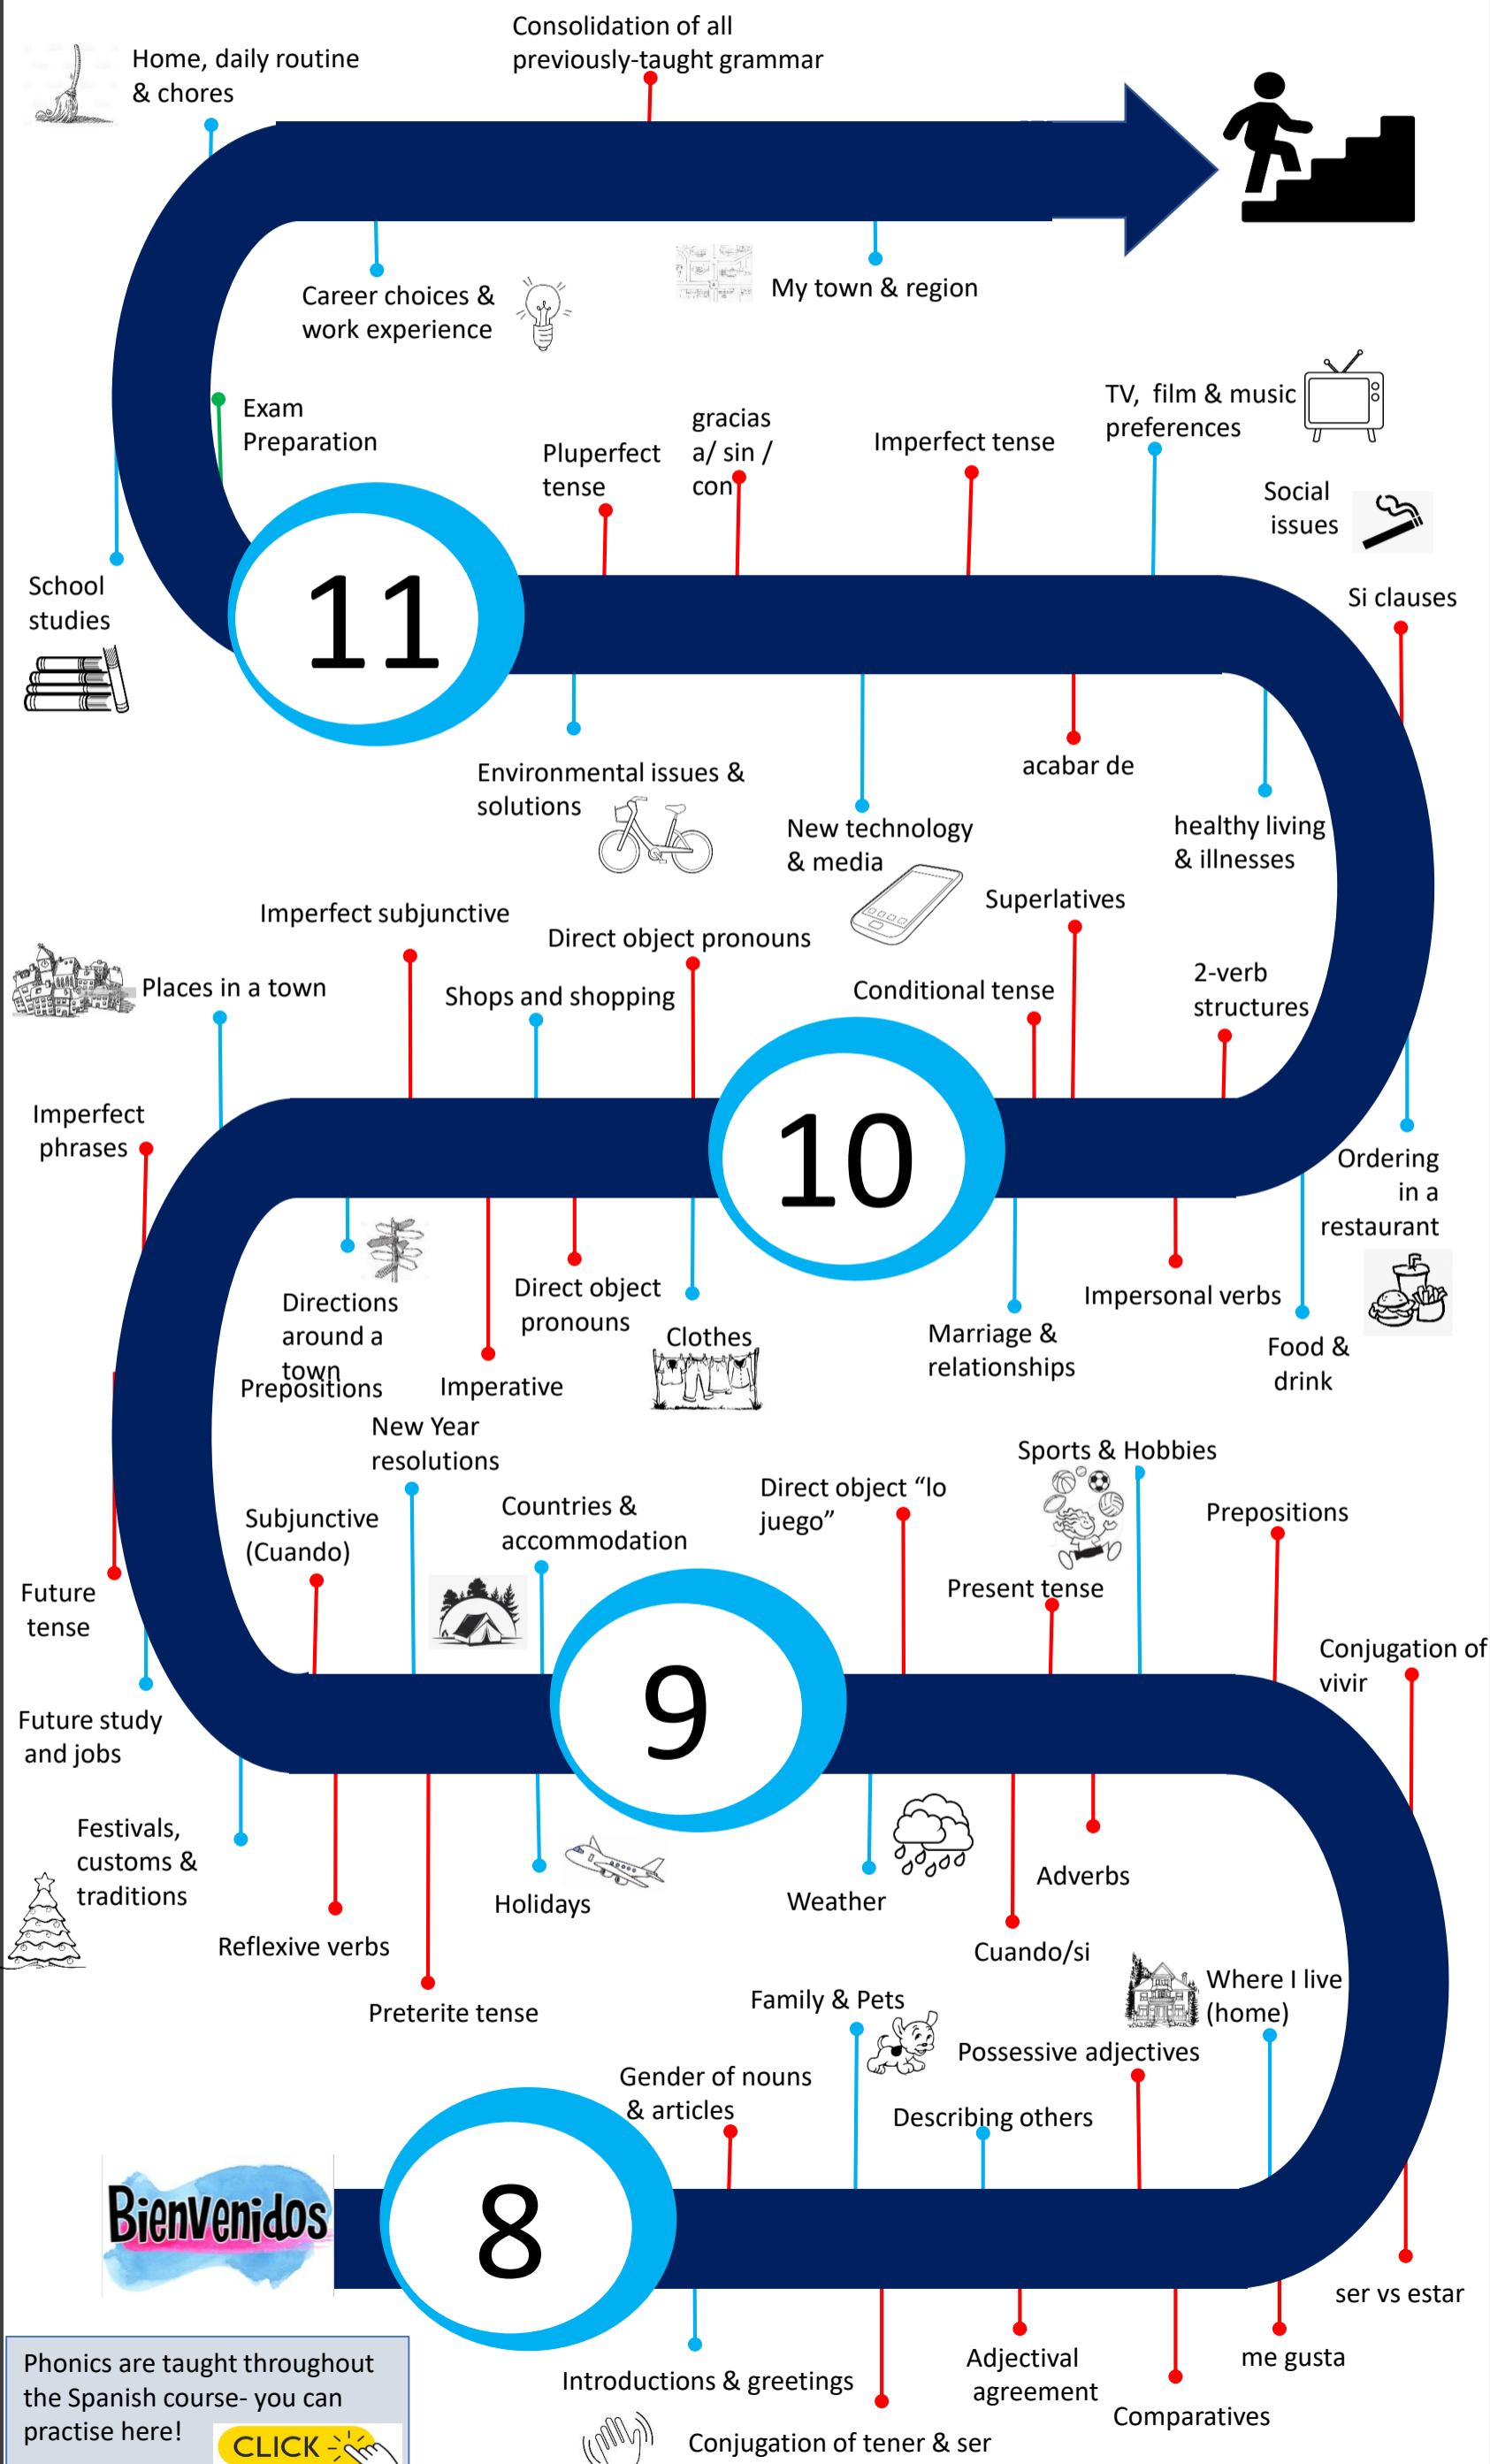 Consolidation of all
previously-taught grammar
Home, daily routine
& chores
Career choices &
work experience
My town & region
Exam
Preparation
School
studies
11
Pluperfect
tense
gracias
a/ sin /
con
Imperfect tense
TV, film & music
preferences
Social
issues
Si clauses
Environmental issues &
solutions
New technology
& media
acabar de
healthy living
& illnesses
Imperfect subjunctive
Direct object pronouns
Superlatives
Places in a town
Shops and shopping
Conditional tense
2-verb
structures
Imperfect
phrases
10
Ordering
in a
restaurant
Directions
around a
town
Prepositions
Imperative
Direct object
pronouns
Clothes
Marriage &
relationships
Impersonal verbs
Food &
drink
New Year
resolutions
Subjunctive
(Cuando)
Countries &
accommodation
Direct object “lo
juego”
Sports & Hobbies
Present tense
Prepositions
Conjugation of
vivir
Future
tense
9
Future study
and jobs
Festivals,
customs &
traditions
Reflexive verbs
Preterite tense
Holidays
Weather
Cuando/si
Adverbs
Family & Pets
Where I live
(home)
Gender of nouns
& articles
Describing others
Possessive adjectives
Bienvenidos
8
ser vs estar
Introductions & greetings
Conjugation of tener & ser
Adjectival
agreement
Comparatives
me gusta
Phonics are taught throughout
the Spanish course- you can
practise here!
CLICK